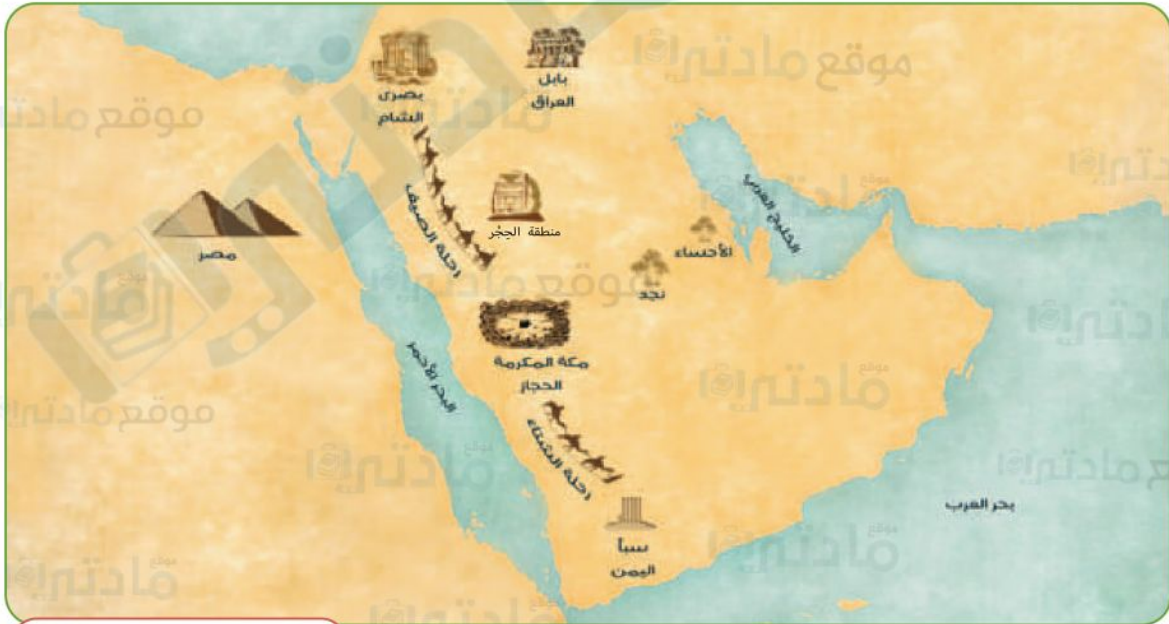 موقع مادتي
بابل
العراق
بصرى
الشام
منطقة الحِجْر
رحلة الصيف
الخليج العربي
الأحساء
نجد
مصر
مكة المكرمة
الحجاز
البحر الأحمر
رحلة الشتاء
بحر العرب
سبأ
اليمن